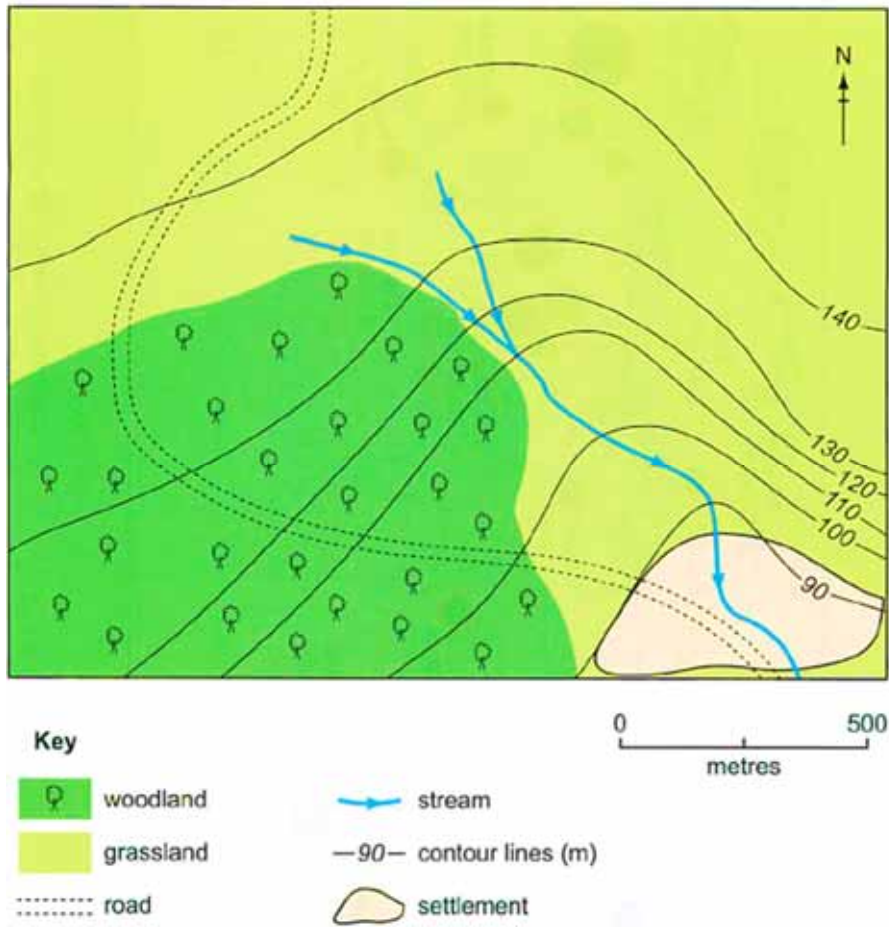 N
140
130
120
110
100
90
0 500
metres
Key
woodland
grassland
road
stream
—90— contour lines (m)
settlement